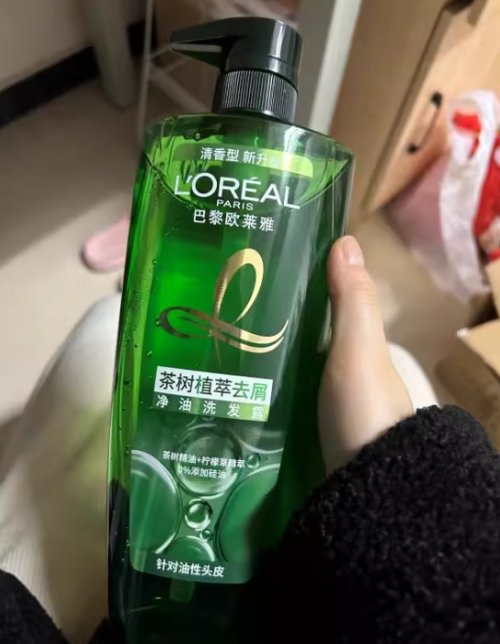 清香型 新升
L'ORÉAL
PARIS
巴黎欧莱雅
茶树植萃去屑
净油洗发露
茶树精油+柠檬草精萃
0%添加硅油
针对油性头皮